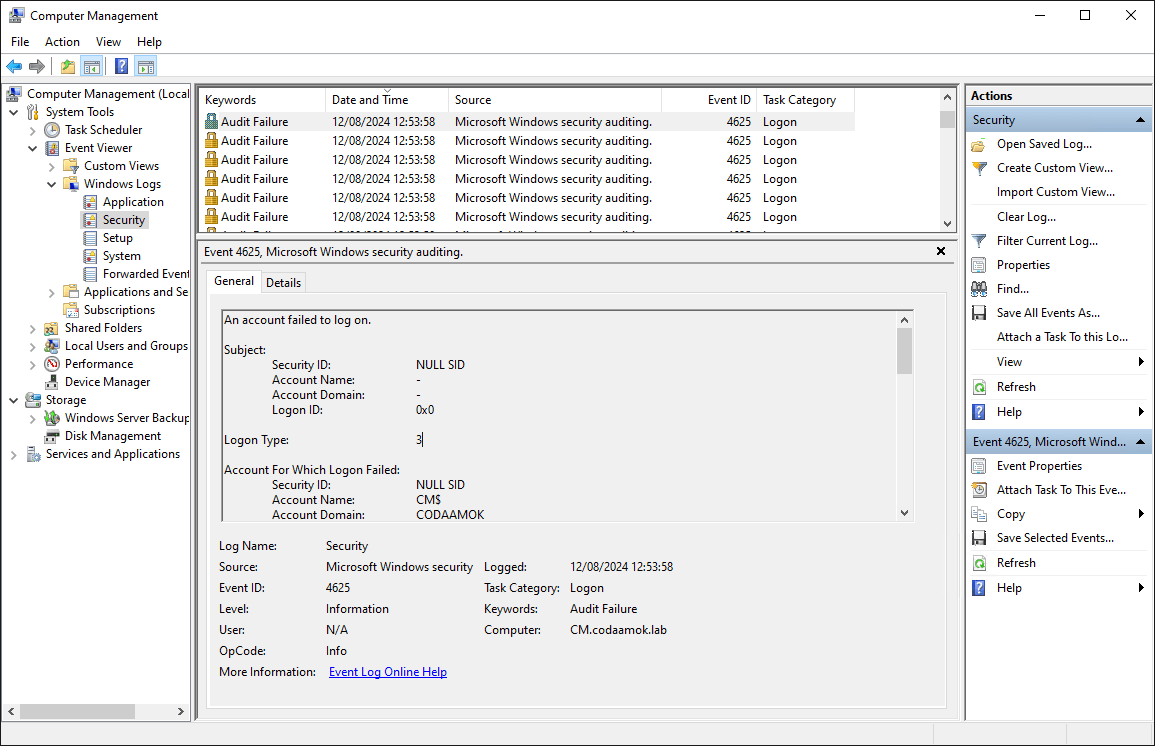 Computer Management
File Action View Help
Computer Management (Local
System Tools
Task Scheduler
Event Viewer
Custom Views
Windows Logs
Application
Security
Setup
System
Forwarded Event
Applications and Se
Subscriptions
Shared Folders
Local Users and Groups
Performance
Device Manager
Storage
Windows Server Backup
Disk Management
Services and Applications
Keywords Date and Time Source Event ID Task Category
Audit Failure 12/08/2024 12:53:58 Microsoft Windows security auditing. 4625 Logon
Audit Failure 12/08/2024 12:53:58 Microsoft Windows security auditing. 4625 Logon
Audit Failure 12/08/2024 12:53:58 Microsoft Windows security auditing. 4625 Logon
Audit Failure 12/08/2024 12:53:58 Microsoft Windows security auditing. 4625 Logon
Audit Failure 12/08/2024 12:53:58 Microsoft Windows security auditing. 4625 Logon
Audit Failure 12/08/2024 12:53:58 Microsoft Windows security auditing. 4625 Logon
Event 4625, Microsoft Windows security auditing.
General Details
An account failed to log on.
Subject:
Security ID: NULL SID
Account Name: -
Account Domain: -
Logon ID: 0x0
Logon Type: 3
Account For Which Logon Failed:
Security ID: NULL SID
Account Name: CM$
Account Domain: CODAAMOK
Log Name: Security
Source: Microsoft Windows security Logged: 12/08/2024 12:53:58
Event ID: 4625 Task Category: Logon
Level: Information Keywords: Audit Failure
User: N/A Computer: CM.codaamok.lab
OpCode: Info
More Information: Event Log Online Help
Actions
Security
Open Saved Log...
Create Custom View...
Import Custom View...
Clear Log...
Filter Current Log...
Properties
Find...
Save All Events As...
Attach a Task To this Lo...
View
Refresh
Help
Event 4625, Microsoft Wind...
Event Properties
Attach Task To This Eve...
Copy
Save Selected Events...
Refresh
Help